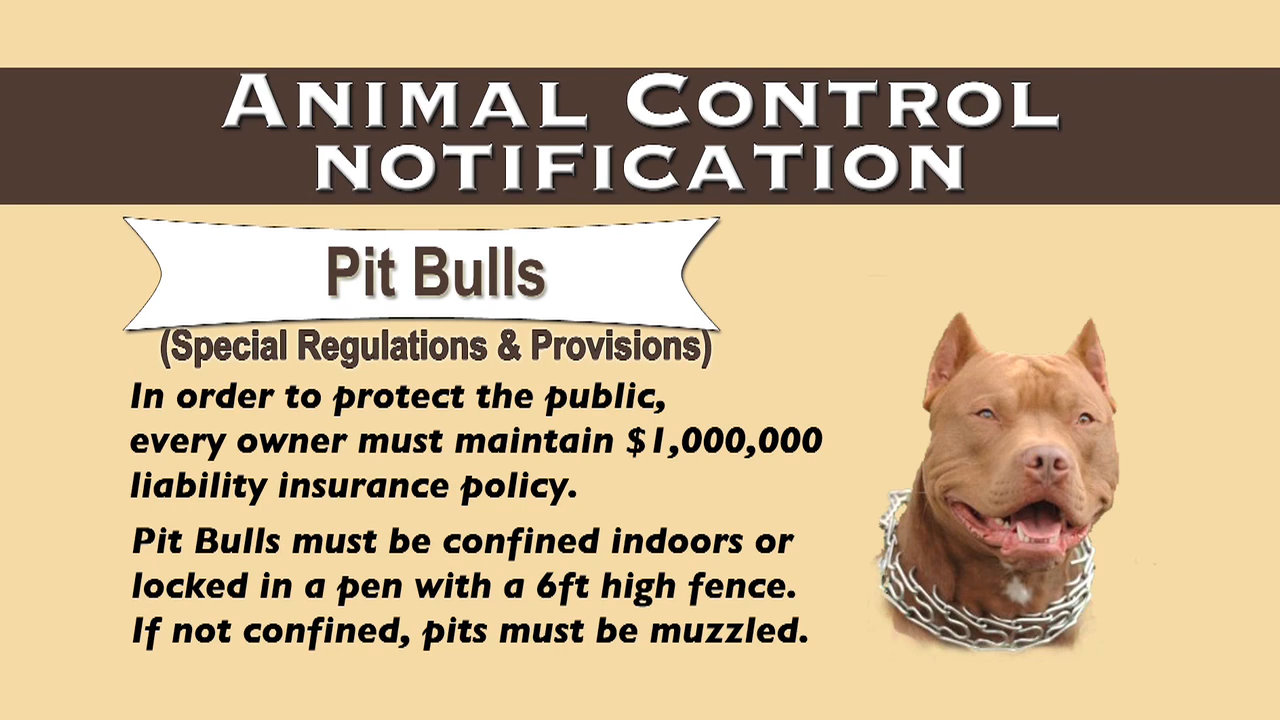 ANIMAL CONTROL
NOTIFICATION
Pit Bulls
(Special Regulations & Provisions)
In order to protect the public,
every owner must maintain $1,000,000
liability insurance policy.
Pit Bulls must be confined indoors or
locked in a pen with a 6ft high fence.
If not confined, pits must be muzzled.